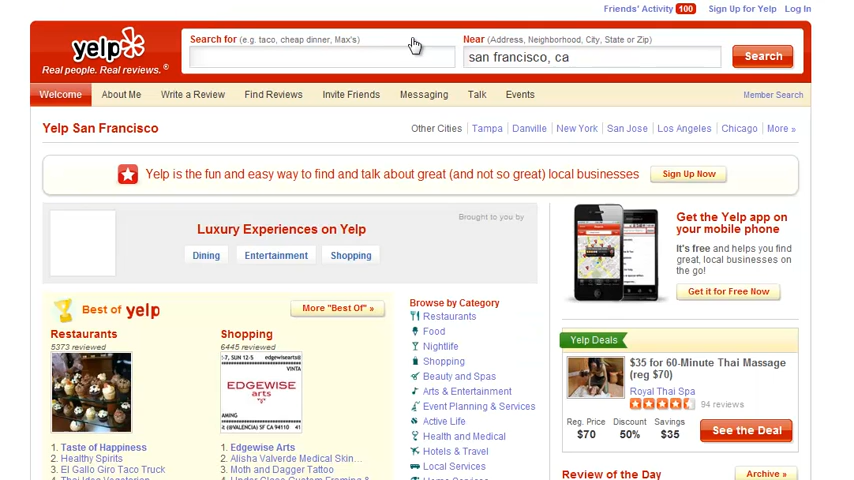 Friends' Activity 100 Sign Up for Yelp Log In
yelp
Real people. Real reviews. ®
Search for (e.g. taco, cheap dinner, Max's)
Near (Address, Neighborhood, City, State or Zip)
san francisco, ca
Search
Welcome About Me Write a Review Find Reviews Invite Friends Messaging Talk Events Member Search
Yelp San Francisco
Other Cities Tampa Danville New York San Jose Los Angeles Chicago More »
Yelp is the fun and easy way to find and talk about great (and not so great) local businesses Sign Up Now
Brought to you by
Luxury Experiences on Yelp
Dining Entertainment Shopping
Get the Yelp app on
your mobile phone
It's free and helps you find
great, local businesses on
the go!
Get it for Free Now
Best of yelp
More "Best Of" »
Restaurants
5373 reviewed
1. Taste of Happiness
2. Healthy Spirits
3. El Gallo Giro Taco Truck
Shopping
6445 reviewed
-7, SUN 12-5 edgewisearts@
VINTA
EDGEWISE
arts
AMING
@(VALENCIA) SF CA 94110
1. Edgewise Arts
2. Alisha Valverde Medical Skin...
3. Moth and Dagger Tattoo
Browse by Category
Restaurants
Food
Nightlife
Shopping
Beauty and Spas
Arts & Entertainment
Event Planning & Services
Active Life
Health and Medical
Hotels & Travel
Local Services
Yelp Deals
$35 for 60-Minute Thai Massage
(reg $70)
Royal Thai Spa
94 reviews
Reg. Price Discount Savings
$70 50% $35
See the Deal
Review of the Day
Archive »